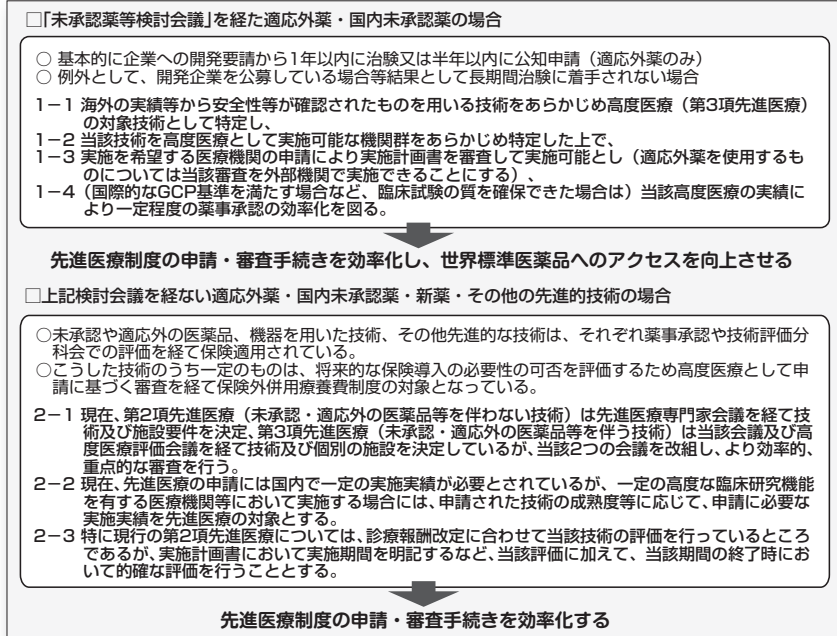 □「未承認薬等検討会議」を経た適応外薬・国内未承認薬の場合
○ 基本的に企業への開発要請から1年以内に治験又は半年以内に公知申請（適応外薬のみ）
○ 例外として、開発企業を公募している場合等結果として長期間治験に着手されない場合
1－1 海外の実績等から安全性等が確認されたものを用いる技術をあらかじめ高度医療（第3項先進医療）
の対象技術として特定し、
1－2 当該技術を高度医療として実施可能な機関群をあらかじめ特定した上で、
1－3 実施を希望する医療機関の申請により実施計画書を審査して実施可能とし（適応外薬を使用するも
のについては当該審査を外部機関で実施できることにする）、
1－4（国際的なGCP基準を満たす場合など、臨床試験の質を確保できた場合は）当該高度医療の実績に
より一定程度の薬事承認の効率化を図る。
先進医療制度の申請・審査手続きを効率化し、世界標準医薬品へのアクセスを向上させる
□上記検討会議を経ない適応外薬・国内未承認薬・新薬・その他の先進的技術の場合
○未承認や適応外の医薬品、機器を用いた技術、その他先進的な技術は、それぞれ薬事承認や技術評価分
科会での評価を経て保険適用されている。
○こうした技術のうち一定のものは、将来的な保険導入の必要性の可否を評価するため高度医療として申
請に基づく審査を経て保険外併用療養費制度の対象となっている。
2－1 現在、第2項先進医療（未承認・適応外の医薬品等を伴わない技術）は先進医療専門家会議を経て技
術及び施設要件を決定、第3項先進医療（未承認・適応外の医薬品等を伴う技術）は当該会議及び高
度医療評価会議を経て技術及び個別の施設を決定しているが、当該2つの会議を改組し、より効率的、
重点的な審査を行う。
2－2 現在、先進医療の申請には国内で一定の実施実績が必要とされているが、一定の高度な臨床研究機能
を有する医療機関等において実施する場合には、申請された技術の成熟度等に応じて、申請に必要な
実施実績を先進医療の対象とする。
2－3 特に現行の第2項先進医療については、診療報酬改定に合わせて当該技術の評価を行っているところ
であるが、実施計画書において実施期間を明記するなど、当該評価に加えて、当該期間の終了時にお
いて的確な評価を行うこととする。
先進医療制度の申請・審査手続きを効率化する